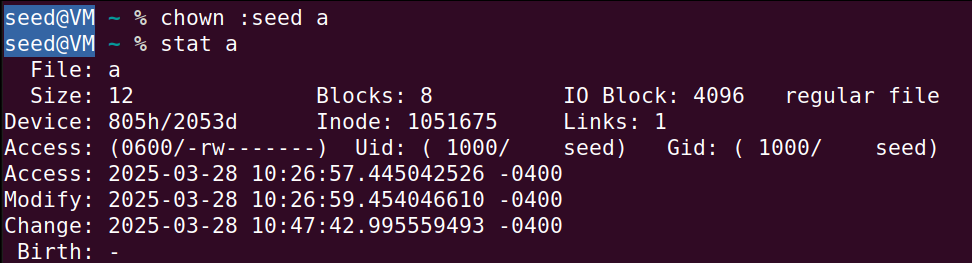 seed@VM ~ % chown :seed a
seed@VM ~ % stat a
  File: a
  Size: 12              Blocks: 8          IO Block: 4096   regular file
Device: 805h/2053d      Inode: 1051675     Links: 1
Access: (0600/-rw-------)  Uid: ( 1000/    seed)   Gid: ( 1000/    seed)
Access: 2025-03-28 10:26:57.445042526 -0400
Modify: 2025-03-28 10:26:59.454046610 -0400
Change: 2025-03-28 10:47:42.995559493 -0400
 Birth: -